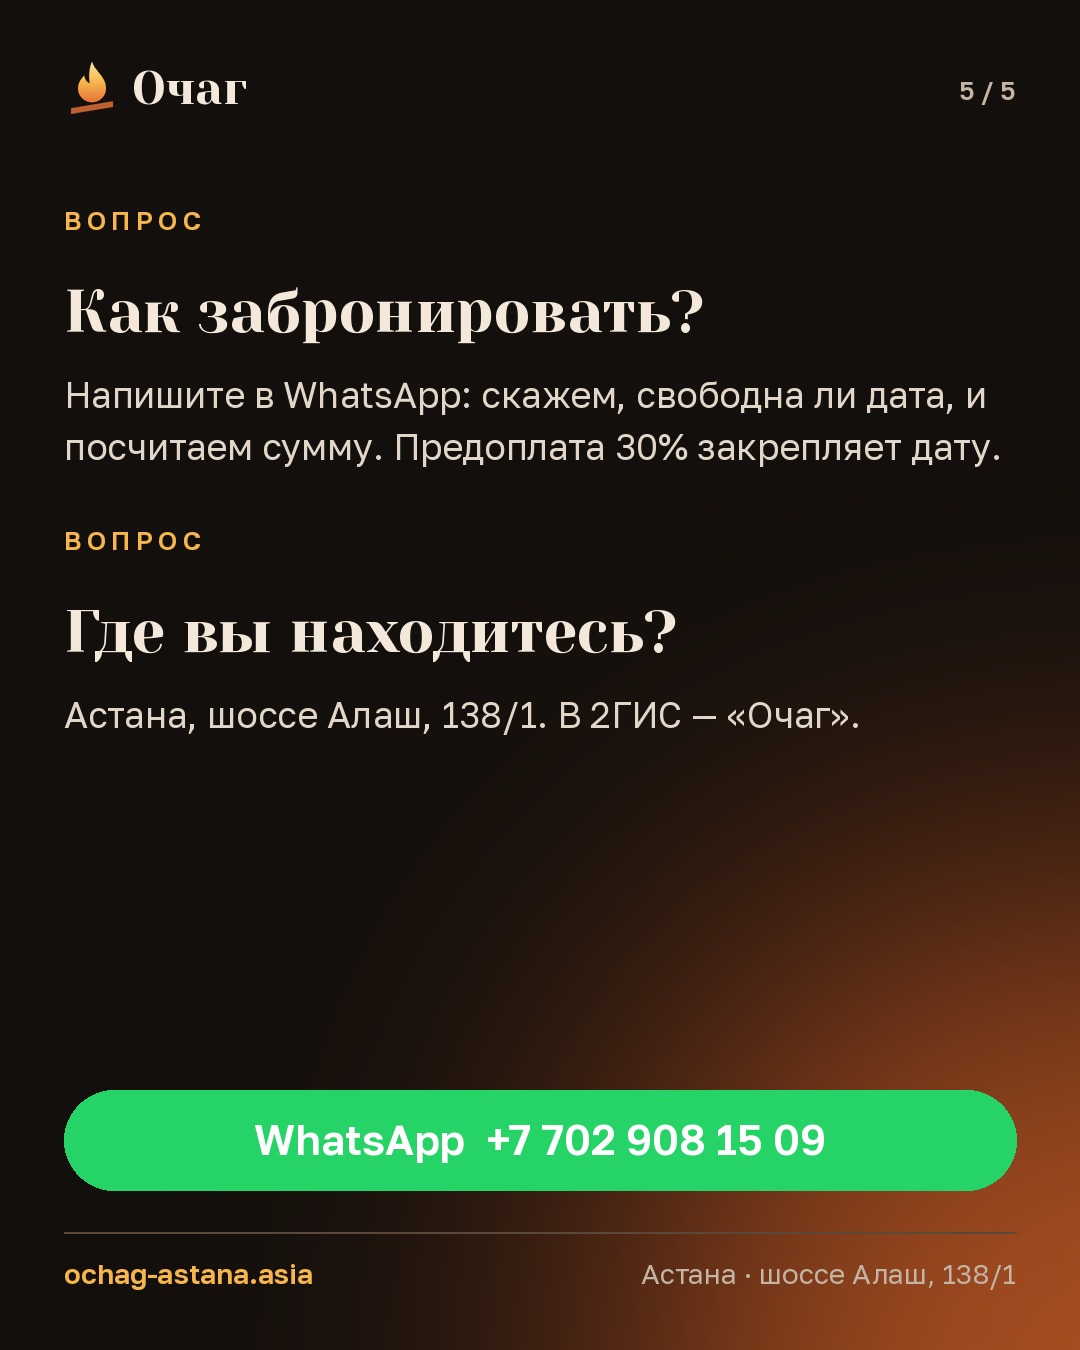 Очаг
5 / 5
ВОПРОС
Как забронировать?
Напишите в WhatsApp: скажем, свободна ли дата, и
посчитаем сумму. Предоплата 30% закрепляет дату.
ВОПРОС
Где вы находитесь?
Астана, шоссе Алаш, 138/1. В 2ГИС — «Очаг».
WhatsApp +7 702 908 15 09
ochag-astana.asia
Астана · шоссе Алаш, 138/1